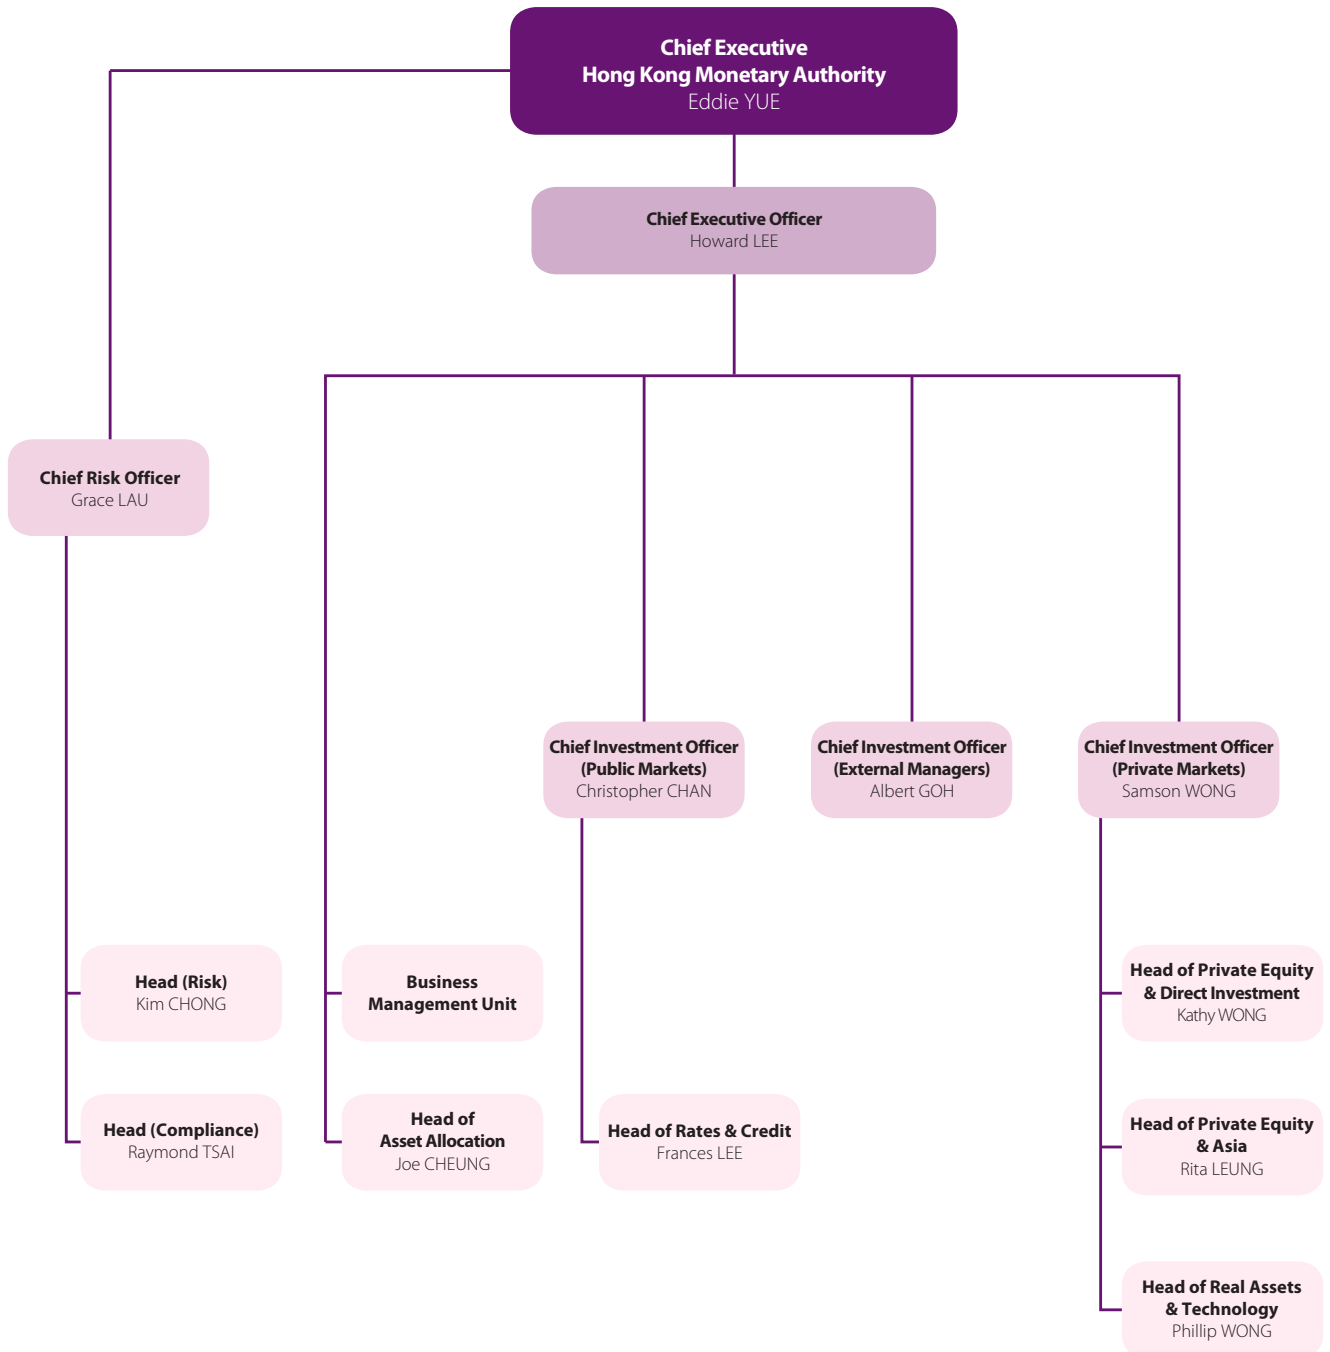 Chief Executive
Hong Kong Monetary Authority
Eddie YUE
Chief Executive Officer
Howard LEE
Chief Risk Officer
Grace LAU
Chief Investment Officer
(Public Markets)
Christopher CHAN
Chief Investment Officer
(External Managers)
Albert GOH
Chief Investment Officer
(Private Markets)
Samson WONG
Head (Risk)
Kim CHONG
Business
Management Unit
Head of Private Equity
& Direct Investment
Kathy WONG
Head (Compliance)
Raymond TSAI
Head of
Asset Allocation
Joe CHEUNG
Head of Rates & Credit
Frances LEE
Head of Private Equity
& Asia
Rita LEUNG
Head of Real Assets
& Technology
Phillip WONG